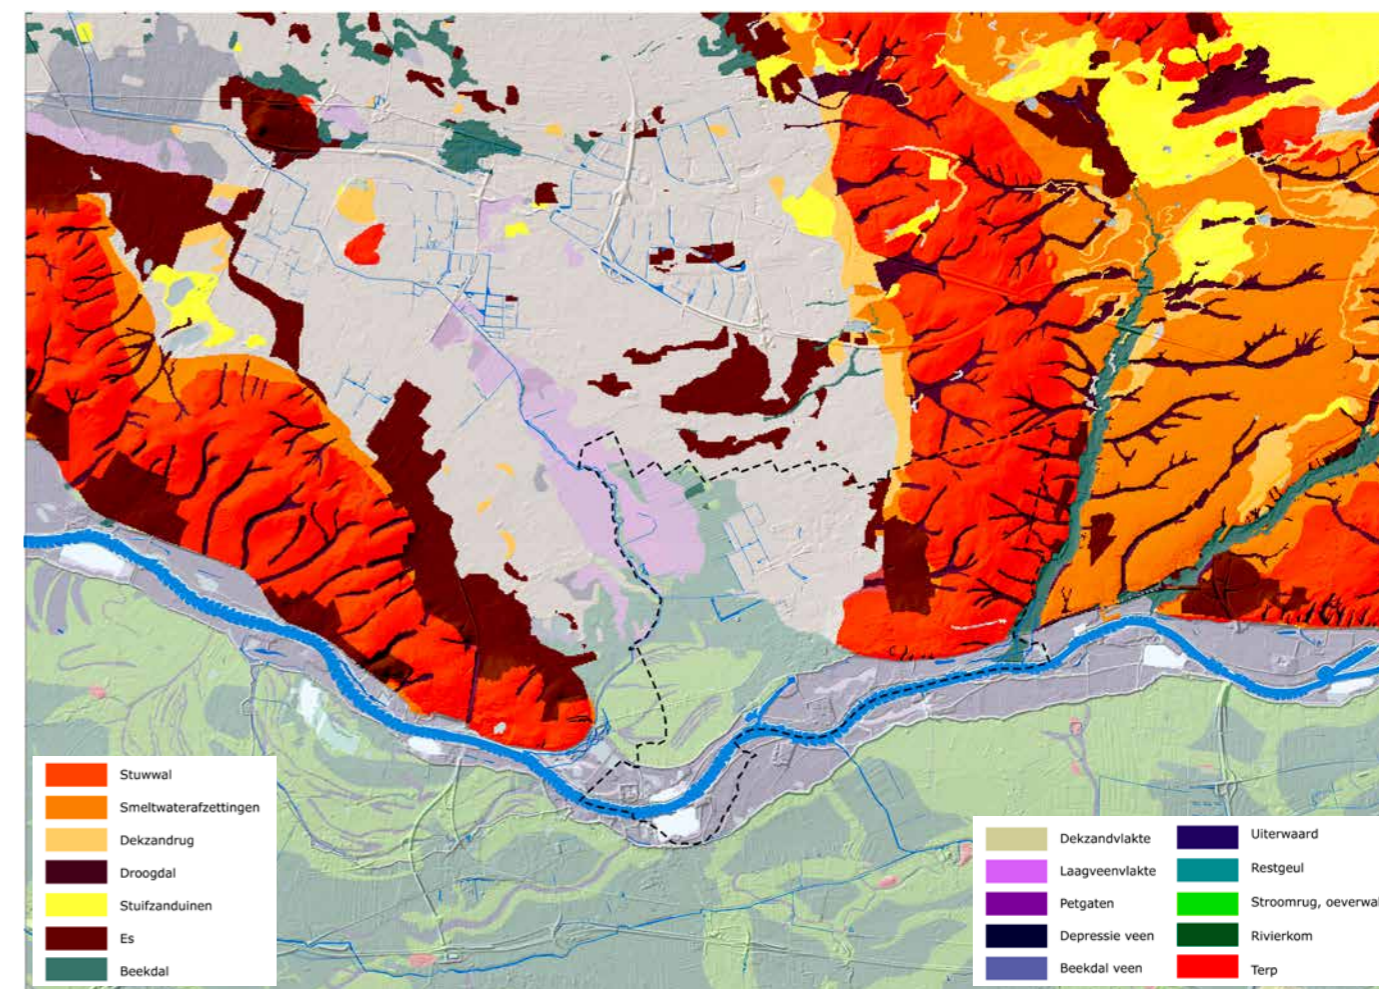 Stuwwal
Smeltwaterafzettingen
Dekzandrug
Droogdal
Stuifzanduinen
Es
Beekdal
Dekzandvlakte
Laagveenvlakte
Petgaten
Depressie veen
Beekdal veen
Uiterwaard
Restgeul
Stroomrug, oeverwal
Rivierkom
Terp